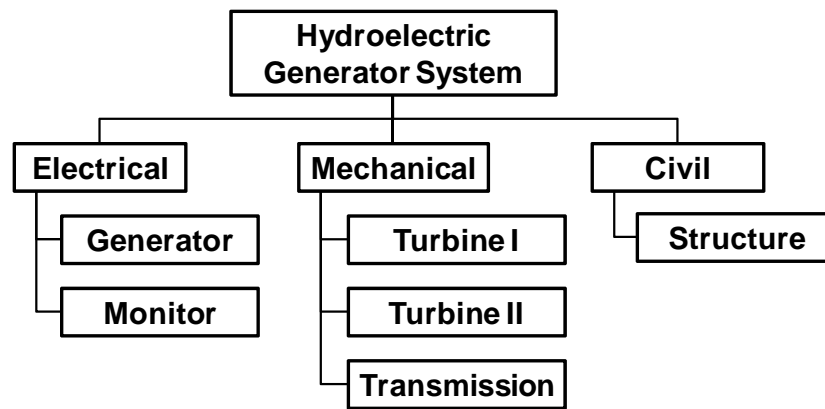 Hydroelectric
Generator System
Electrical
Mechanical
Civil
Generator
Turbine I
Structure
Monitor
Turbine II
Transmission